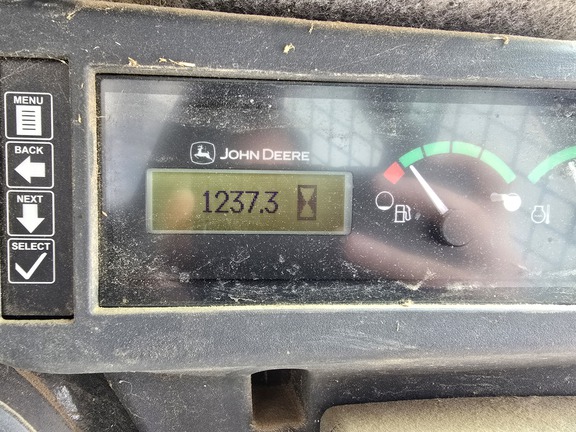 MENU
BACK
NEXT
SELECT
JOHN DEERE
1237.3